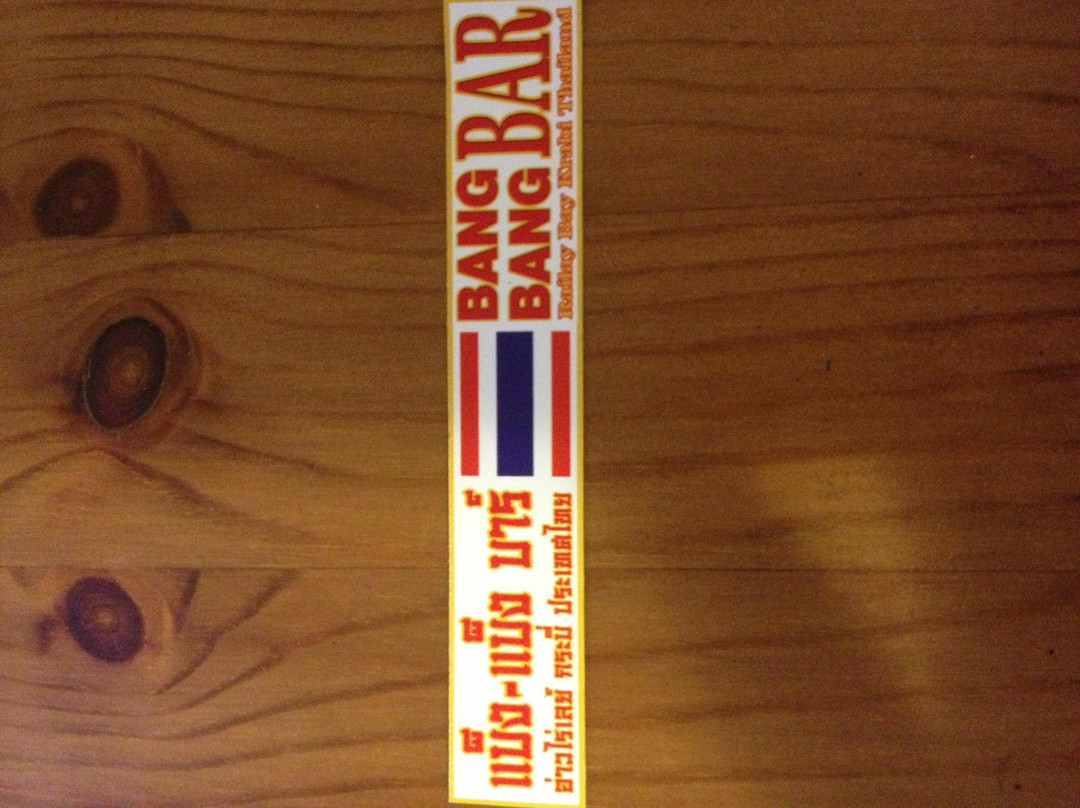 แบ๊ง-แบ๊ง บาร์
อ่าวไร่เลย์ กระบี่ ประเทศไทย
BANG
BANG
BAR
Railay Bay Krabi Thailand